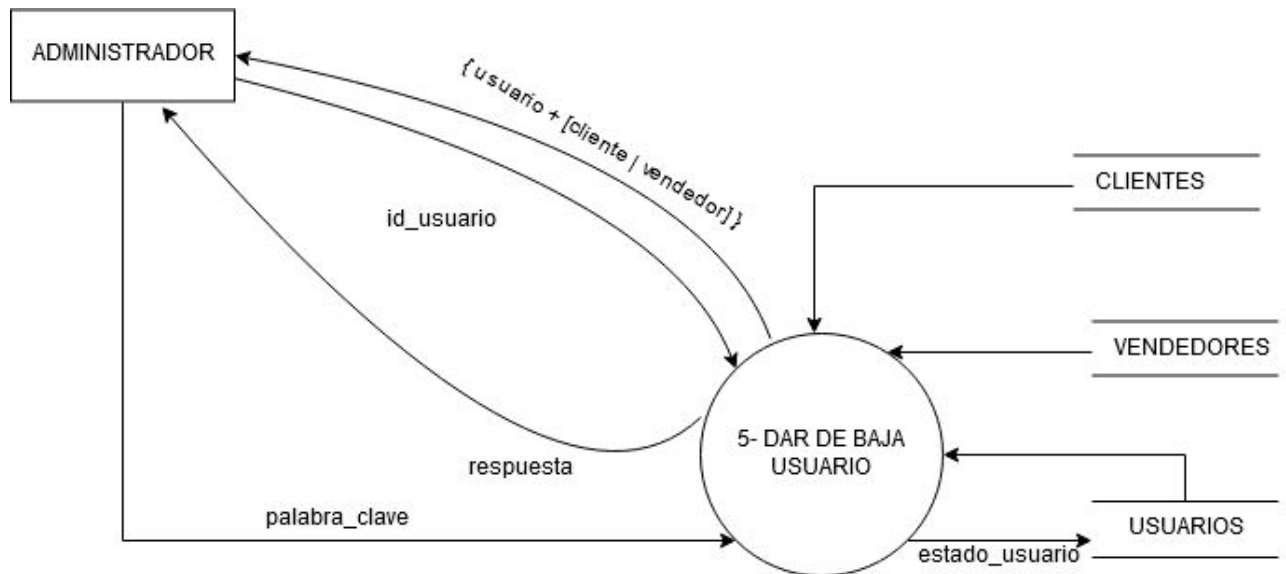 ADMINISTRADOR
{ usuario + [cliente / vendedor] }
CLIENTES
id_usuario
VENDEDORES
5- DAR DE BAJA
USUARIO
respuesta
palabra_clave
USUARIOS
estado_usuario